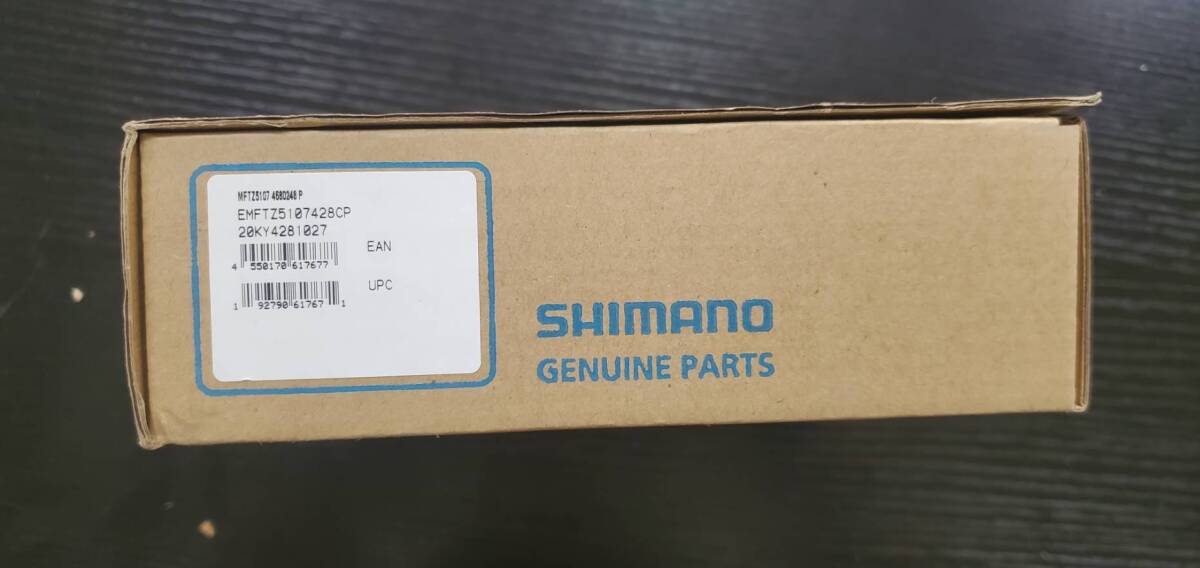 MFTZ5107 4680248 P
EMFTZ5107428CP
20KY4281027
EAN
4 550170 617677
UPC
1 92790 61767 1
SHIMANO
GENUINE PARTS